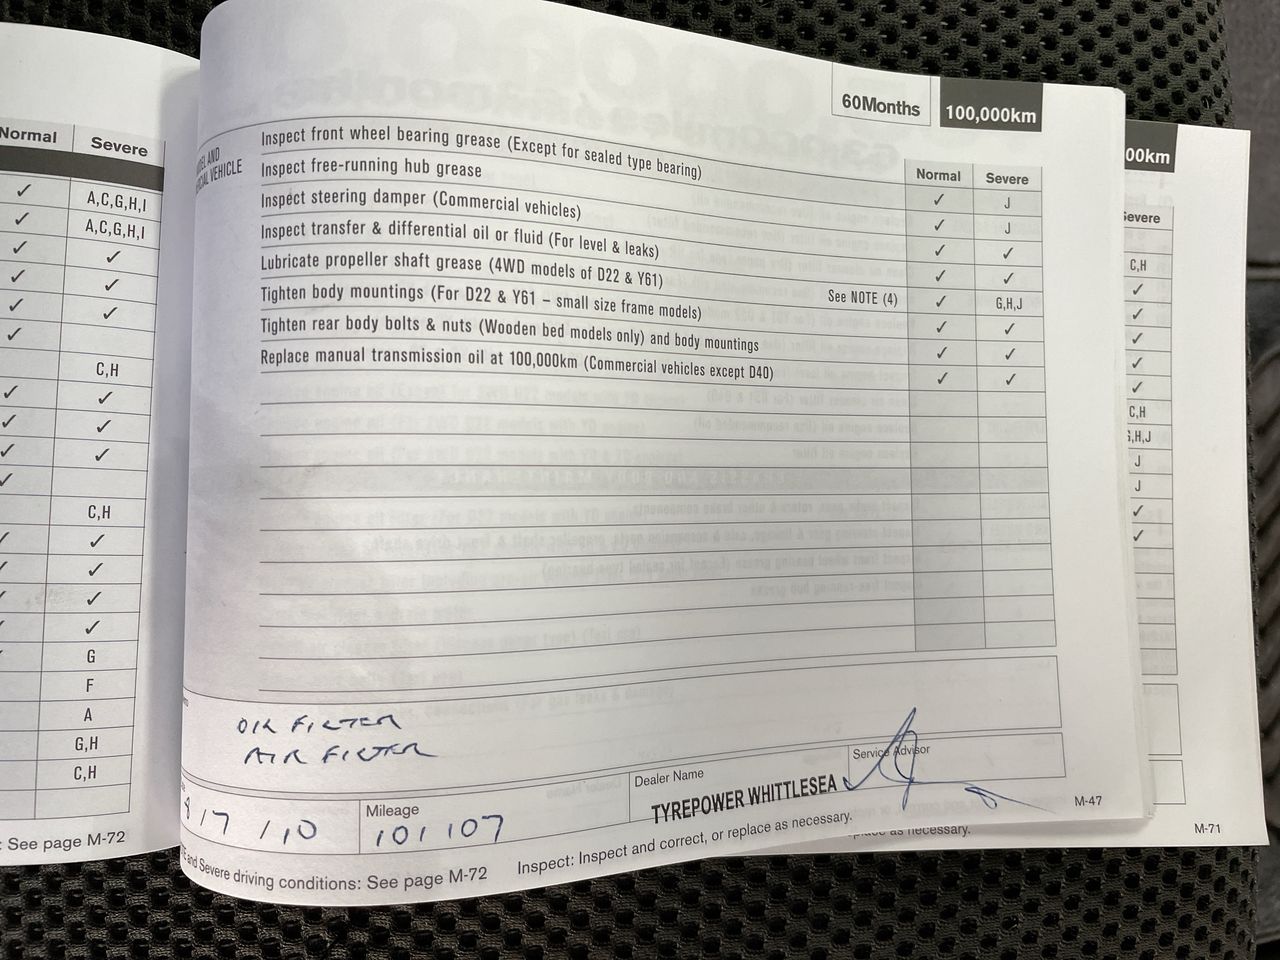 Normal Severe
✓ A,C,G,H,I
✓ A,C,G,H,I
✓ ✓
✓ ✓
✓ ✓
✓
C,H
✓ ✓
✓ ✓
✓ ✓
✓
C,H
✓ ✓
✓ ✓
✓ ✓
✓ ✓
G
F
A
G,H
C,H
See page M-72
60Months 100,000km
VEHICLE
Normal Severe
Inspect front wheel bearing grease (Except for sealed type bearing) ✓ J
Inspect free-running hub grease ✓ J
Inspect steering damper (Commercial vehicles) ✓ ✓
Inspect transfer & differential oil or fluid (For level & leaks) ✓ ✓
Lubricate propeller shaft grease (4WD models of D22 & Y61) See NOTE (4) ✓ G,H,J
Tighten body mountings (For D22 & Y61 – small size frame models) ✓ ✓
Tighten rear body bolts & nuts (Wooden bed models only) and body mountings ✓ ✓
Replace manual transmission oil at 100,000km (Commercial vehicles except D40) ✓ ✓
OIL FILTER
AIR FILTER
/7/10
Mileage
101107
Dealer Name
TYREPOWER WHITTLESEA
Service Advisor
and Severe driving conditions: See page M-72
Inspect: Inspect and correct, or replace as necessary.
M-47
00km
Severe
C,H
✓
✓
✓
✓
✓
C,H
G,H,J
J
J
✓
✓
as necessary.
M-71